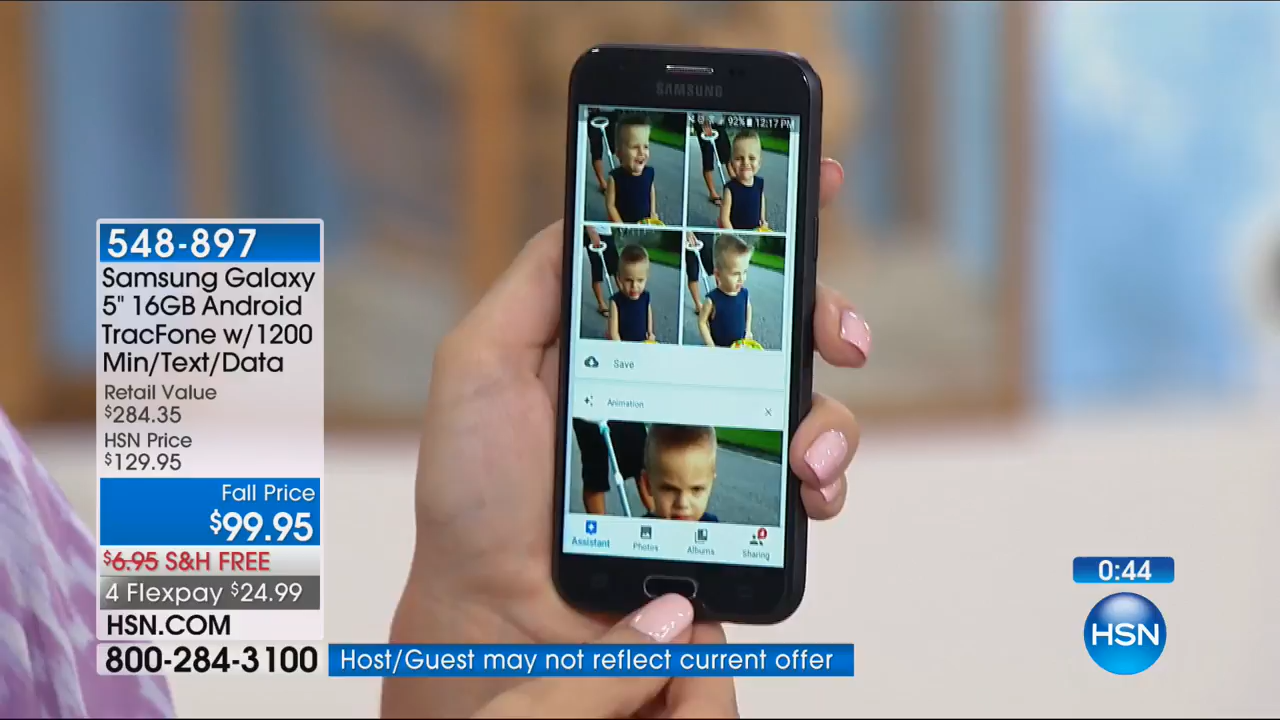 548-897
Samsung Galaxy
5" 16GB Android
TracFone w/1200
Min/Text/Data
Retail Value
$284.35
HSN Price
$129.95
Fall Price
$99.95
$6.95 S&H FREE
4 Flexpay $24.99
HSN.COM
800-284-3100
Host/Guest may not reflect current offer
0:44
HSN
SAMSUNG
92% 12:17 PM
Save
Animation
Assistant Photos Albums Sharing